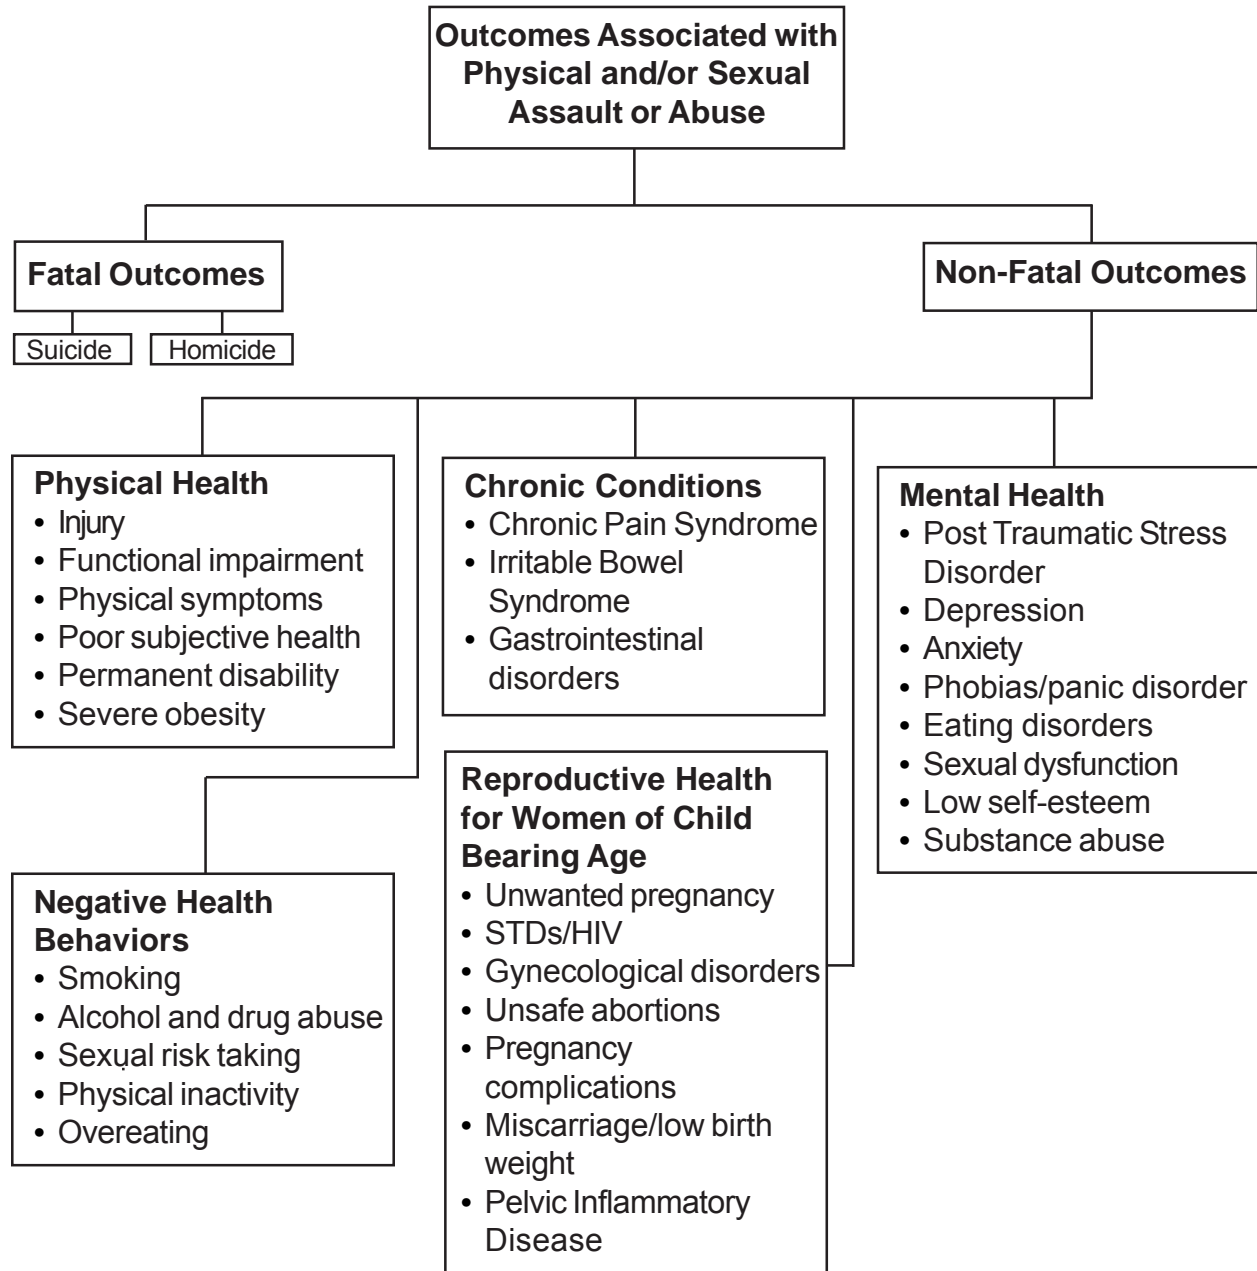 Outcomes Associated with
Physical and/or Sexual
Assault or Abuse
Fatal Outcomes
Non-Fatal Outcomes
Suicide
Homicide
Physical Health
• Injury
• Functional impairment
• Physical symptoms
• Poor subjective health
• Permanent disability
• Severe obesity
Chronic Conditions
• Chronic Pain Syndrome
• Irritable Bowel
Syndrome
• Gastrointestinal
disorders
Mental Health
• Post Traumatic Stress
Disorder
• Depression
• Anxiety
• Phobias/panic disorder
• Eating disorders
• Sexual dysfunction
• Low self-esteem
• Substance abuse
Negative Health
Behaviors
• Smoking
• Alcohol and drug abuse
• Sexual risk taking
• Physical inactivity
• Overeating
Reproductive Health
for Women of Child
Bearing Age
• Unwanted pregnancy
• STDs/HIV
• Gynecological disorders
• Unsafe abortions
• Pregnancy
complications
• Miscarriage/low birth
weight
• Pelvic Inflammatory
Disease